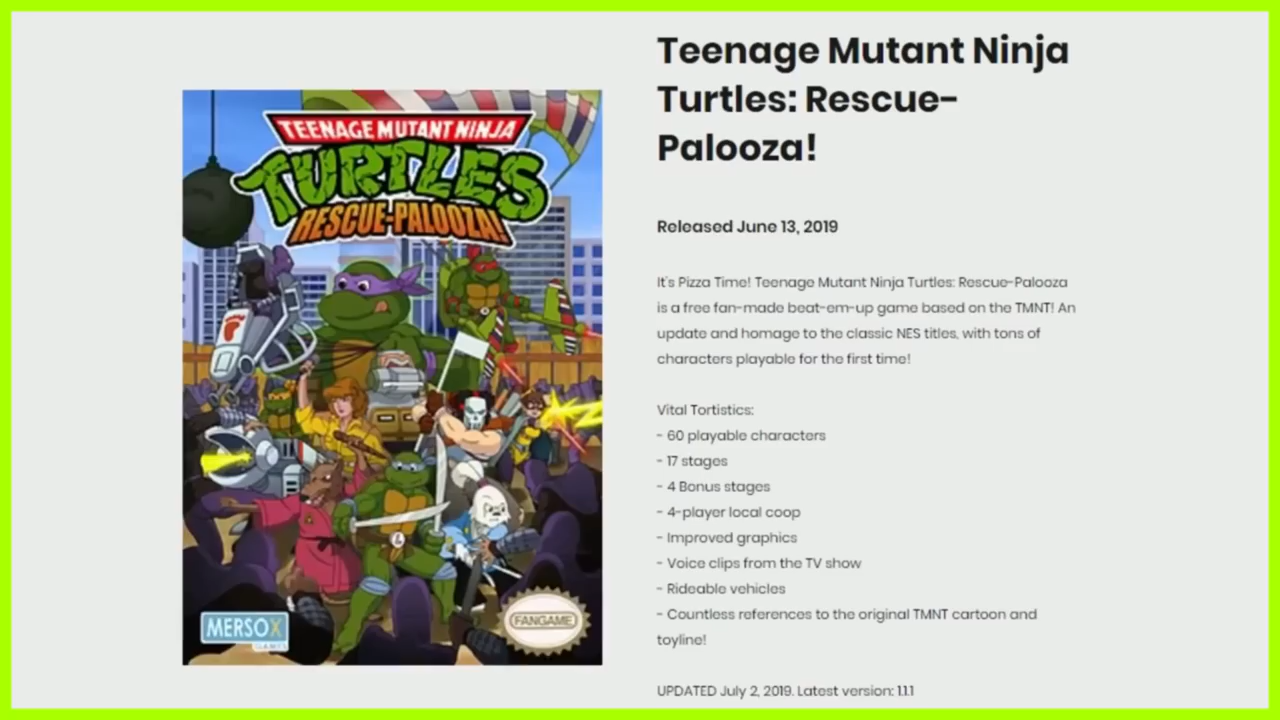 TEENAGE MUTANT NINJA
TURTLES
RESCUE-PALOOZA!
MERSOX
GAMES
FANGAME
L
Teenage Mutant Ninja
Turtles: Rescue-
Palooza!
Released June 13, 2019
It's Pizza Time! Teenage Mutant Ninja Turtles: Rescue-Palooza
is a free fan-made beat-em-up game based on the TMNT! An
update and homage to the classic NES titles, with tons of
characters playable for the first time!
Vital Tortistics:
- 60 playable characters
- 17 stages
- 4 Bonus stages
- 4-player local coop
- Improved graphics
- Voice clips from the TV show
- Rideable vehicles
- Countless references to the original TMNT cartoon and
toyline!
UPDATED July 2, 2019. Latest version: 1.1.1